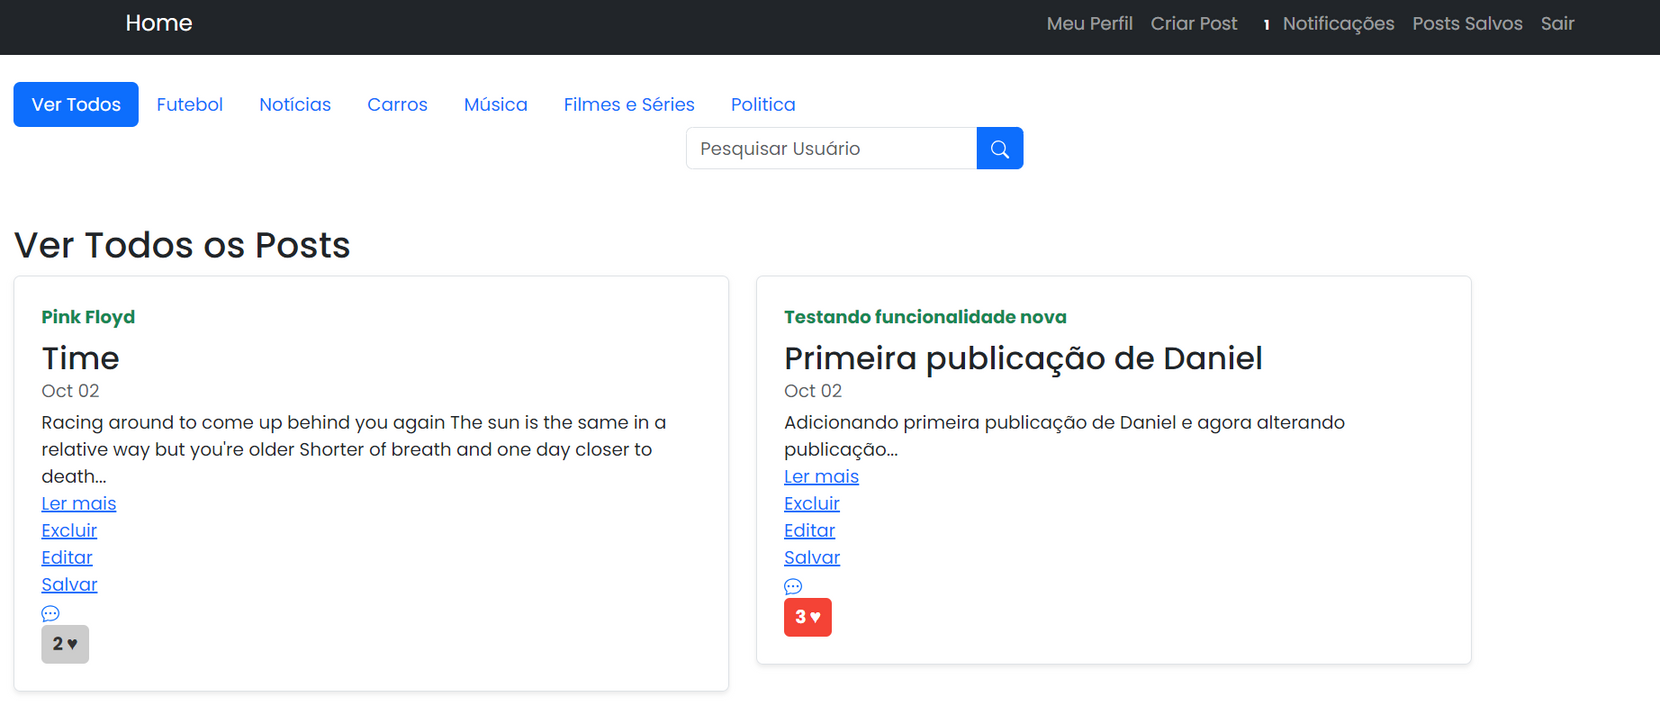 Home
Meu Perfil Criar Post 1 Notificações Posts Salvos Sair
Ver Todos Futebol Notícias Carros Música Filmes e Séries Politica
Pesquisar Usuário
Ver Todos os Posts
Pink Floyd
Time
Oct 02
Racing around to come up behind you again The sun is the same in a
relative way but you're older Shorter of breath and one day closer to
death...
Ler mais
Excluir
Editar
Salvar
2 ♥
Testando funcionalidade nova
Primeira publicação de Daniel
Oct 02
Adicionando primeira publicação de Daniel e agora alterando
publicação...
Ler mais
Excluir
Editar
Salvar
3 ♥